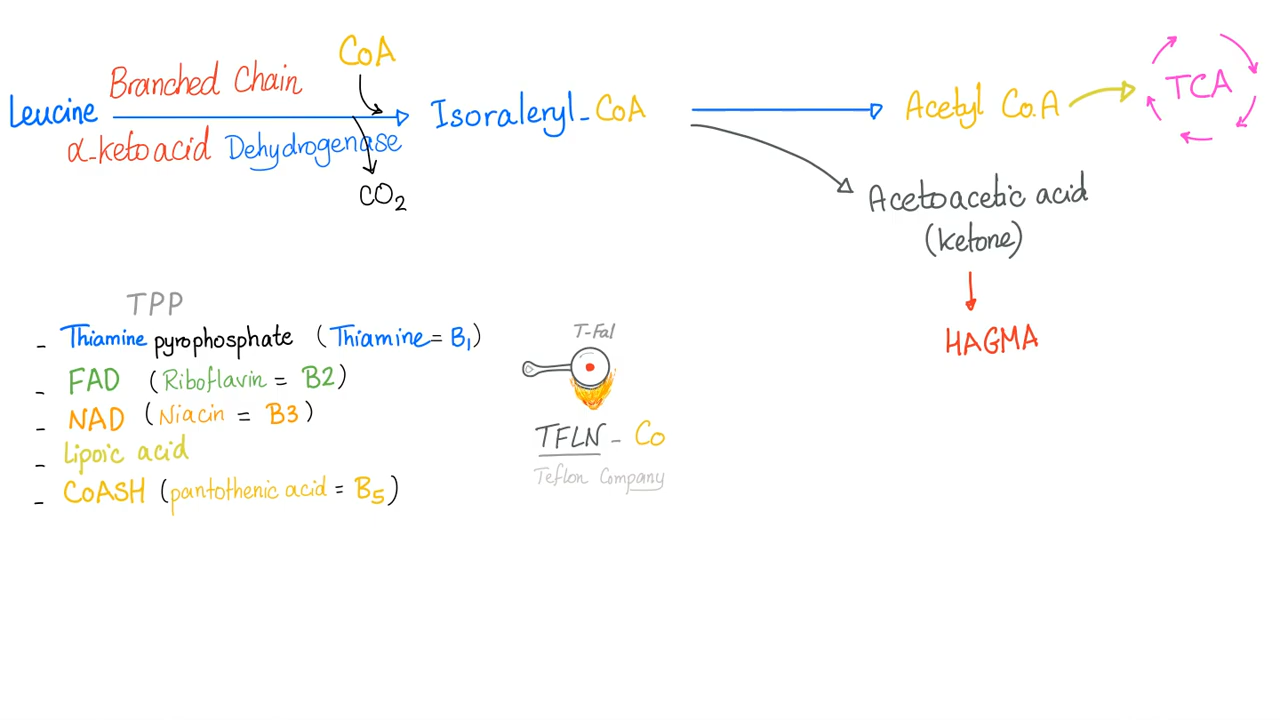 CoA
Branched Chain
Leucine
α-ketoacid Dehydrogenase
CO2
Isoraleryl-CoA
Acetyl Co.A
TCA
Acetoacetic acid
(ketone)
HAGMA
TPP
- Thiamine pyrophosphate (Thiamine = B1)
- FAD (Riboflavin = B2)
- NAD (Niacin = B3)
- Lipoic acid
- CoASH (pantothenic acid = B5)
T-Fal
TFLN - Co
Teflon Company